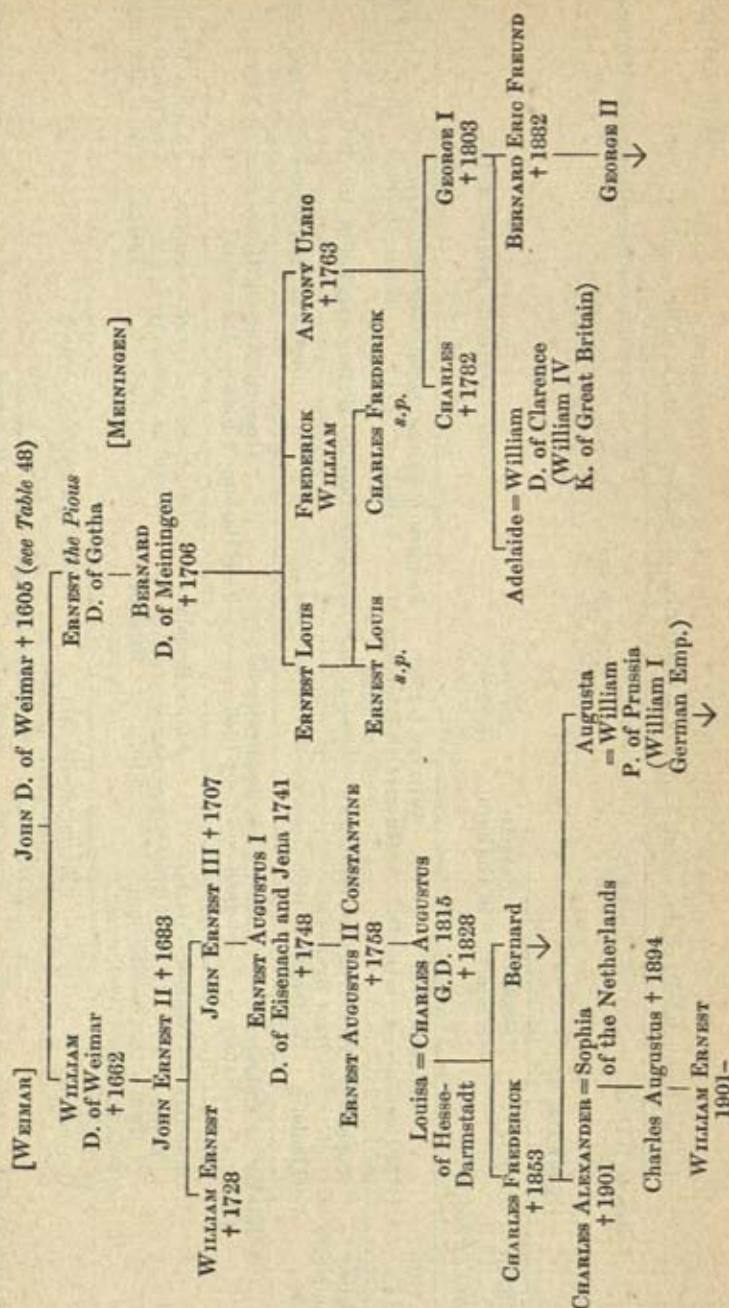 [WEIMAR]
JOHN D. of Weimar † 1605 (see Table 48)
WILLIAM
D. of Weimar
† 1662
ERNEST the Pious
D. of Gotha
[MEININGEN]
JOHN ERNEST II † 1683
BERNARD
D. of Meiningen
† 1706
WILLIAM ERNEST
† 1728
JOHN ERNEST III † 1707
ERNEST AUGUSTUS I
D. of Eisenach and Jena 1741
† 1748
ERNEST LOUIS
FREDERICK
WILLIAM
ANTONY ULRIO
† 1763
ERNEST AUGUSTUS II CONSTANTINE
† 1758
ERNEST LOUIS
s.p.
CHARLES FREDERICK
s.p.
Louisa = CHARLES AUGUSTUS
of Hesse-
Darmstadt
G.D. 1815
† 1828
CHARLES
† 1782
GEORGE I
† 1803
CHARLES FREDERICK
† 1853
Bernard
Adelaide = William
D. of Clarence
(William IV
K. of Great Britain)
BERNARD ERIC FREUND
† 1882
CHARLES ALEXANDER = Sophia
† 1901
of the Netherlands
Augusta
= William
P. of Prussia
(William I
German Emp.)
GEORGE II
Charles Augustus † 1894
WILLIAM ERNEST
1901–